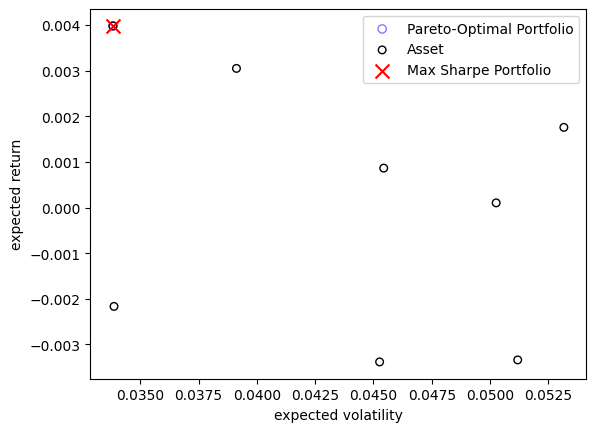 Pareto-Optimal Portfolio
Asset
Max Sharpe Portfolio
0.004
0.003
0.002
0.001
0.000
−0.001
−0.002
−0.003
expected return
0.0350 0.0375 0.0400 0.0425 0.0450 0.0475 0.0500 0.0525
expected volatility